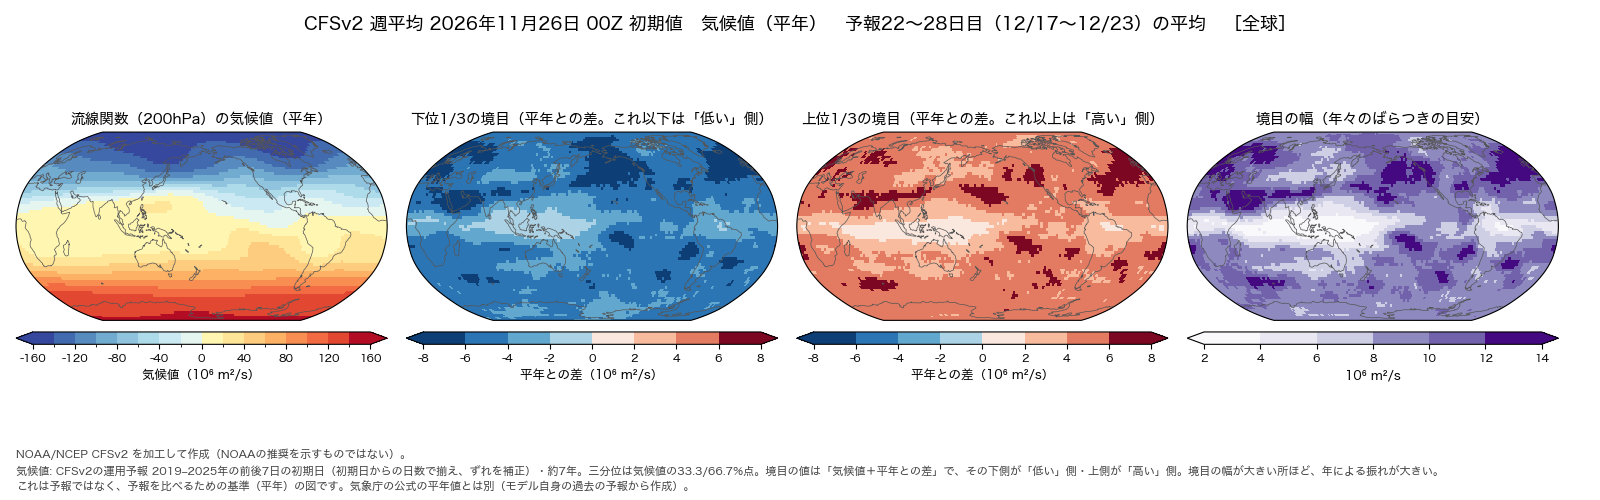 CFSv2 週平均 2026年11月26日 00Z 初期値　気候値（平年）　予報22～28日目（12/17～12/23）の平均　［全球］
流線関数（200hPa）の気候値（平年）
下位1/3の境目（平年との差。これ以下は「低い」側）
上位1/3の境目（平年との差。これ以上は「高い」側）
境目の幅（年々のばらつきの目安）
-160 -120 -80 -40 0 40 80 120 160
-8 -6 -4 -2 0 2 4 6 8
-8 -6 -4 -2 0 2 4 6 8
2 4 6 8 10 12 14
気候値（10⁶ m²/s）
平年との差（10⁶ m²/s）
平年との差（10⁶ m²/s）
10⁶ m²/s
NOAA/NCEP CFSv2 を加工して作成（NOAAの推奨を示すものではない）。
気候値: CFSv2の運用予報 2019–2025年の前後7日の初期日（初期日からの日数で揃え、ずれを補正）・約7年。三分位は気候値の33.3/66.7%点。境目の値は「気候値＋平年との差」で、その下側が「低い」側・上側が「高い」側。境目の幅が大きい所ほど、年による振れが大きい。
これは予報ではなく、予報を比べるための基準（平年）の図です。気象庁の公式の平年値とは別（モデル自身の過去の予報から作成）。